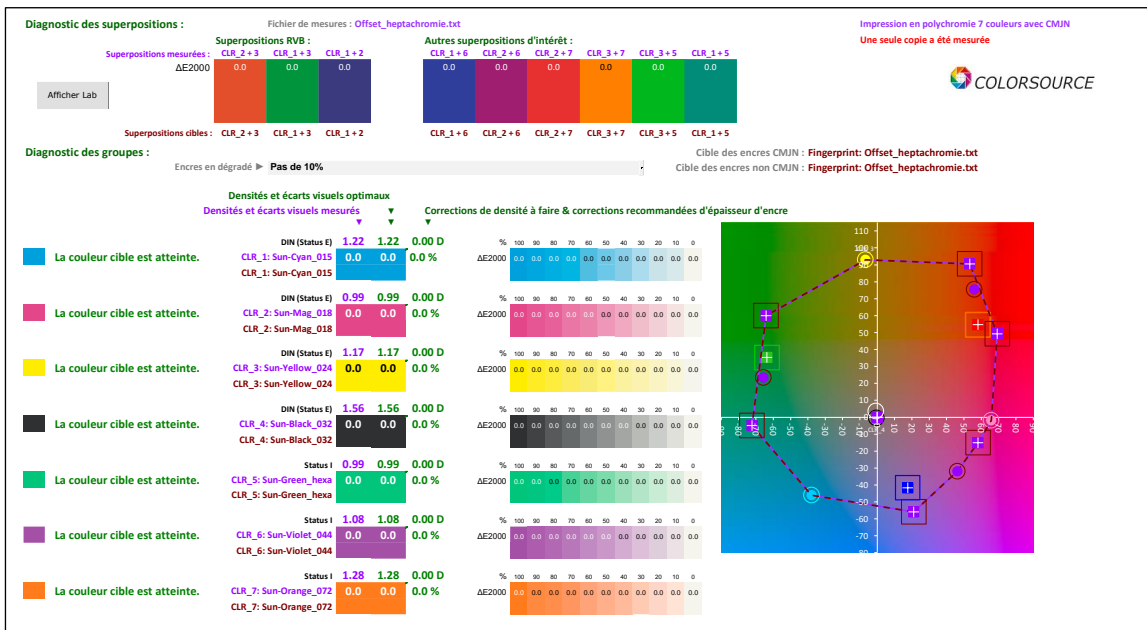 Diagnostic des superpositions :
Fichier de mesures : Offset_heptachromie.txt
Impression en polychromie 7 couleurs avec CMJN
Une seule copie a été mesurée
Superpositions RVB :
Autres superpositions d'intérêt :
Superpositions mesurées : CLR_2 + 3 CLR_1 + 3 CLR_1 + 2 CLR_1 + 6 CLR_2 + 6 CLR_2 + 7 CLR_3 + 7 CLR_3 + 5 CLR_1 + 5
ΔE2000 0.0 0.0 0.0 0.0 0.0 0.0 0.0 0.0 0.0
Afficher Lab
COLORSOURCE
Superpositions cibles : CLR_2 + 3 CLR_1 + 3 CLR_1 + 2 CLR_1 + 6 CLR_2 + 6 CLR_2 + 7 CLR_3 + 7 CLR_3 + 5 CLR_1 + 5
Diagnostic des groupes :
Cible des encres CMJN : Fingerprint: Offset_heptachromie.txt
Encres en dégradé ► Pas de 10%
Cible des encres non CMJN : Fingerprint: Offset_heptachromie.txt
Densités et écarts visuels optimaux
Densités et écarts visuels mesurés ▼ Corrections de densité à faire & corrections recommandées d'épaisseur d'encre
▼ ▼ ▼
DIN (Status E) 1.22 1.22 0.00 D % 100 90 80 70 60 50 40 30 20 10 0
La couleur cible est atteinte. CLR_1: Sun-Cyan_015 0.0 0.0 0.0 % ΔE2000 0.0 0.0 0.0 0.0 0.0 0.0 0.0 0.0 0.0 0.0 0.0
CLR_1: Sun-Cyan_015
DIN (Status E) 0.99 0.99 0.00 D % 100 90 80 70 60 50 40 30 20 10 0
La couleur cible est atteinte. CLR_2: Sun-Mag_018 0.0 0.0 0.0 % ΔE2000 0.0 0.0 0.0 0.0 0.0 0.0 0.0 0.0 0.0 0.0 0.0
CLR_2: Sun-Mag_018
DIN (Status E) 1.17 1.17 0.00 D % 100 90 80 70 60 50 40 30 20 10 0
La couleur cible est atteinte. CLR_3: Sun-Yellow_024 0.0 0.0 0.0 % ΔE2000 0.0 0.0 0.0 0.0 0.0 0.0 0.0 0.0 0.0 0.0 0.0
CLR_3: Sun-Yellow_024
DIN (Status E) 1.56 1.56 0.00 D % 100 90 80 70 60 50 40 30 20 10 0
La couleur cible est atteinte. CLR_4: Sun-Black_032 0.0 0.0 0.0 % ΔE2000 0.0 0.0 0.0 0.0 0.0 0.0 0.0 0.0 0.0 0.0 0.0
CLR_4: Sun-Black_032
Status I 0.99 0.99 0.00 D % 100 90 80 70 60 50 40 30 20 10 0
La couleur cible est atteinte. CLR_5: Sun-Green_hexa 0.0 0.0 0.0 % ΔE2000 0.0 0.0 0.0 0.0 0.0 0.0 0.0 0.0 0.0 0.0 0.0
CLR_5: Sun-Green_hexa
Status I 1.08 1.08 0.00 D % 100 90 80 70 60 50 40 30 20 10 0
La couleur cible est atteinte. CLR_6: Sun-Violet_044 0.0 0.0 0.0 % ΔE2000 0.0 0.0 0.0 0.0 0.0 0.0 0.0 0.0 0.0 0.0 0.0
CLR_6: Sun-Violet_044
Status I 1.28 1.28 0.00 D % 100 90 80 70 60 50 40 30 20 10 0
La couleur cible est atteinte. CLR_7: Sun-Orange_072 0.0 0.0 0.0 % ΔE2000 0.0 0.0 0.0 0.0 0.0 0.0 0.0 0.0 0.0 0.0 0.0
CLR_7: Sun-Orange_072
110
90
80
70
60
50
40
30
20
10
-80 -70 -60 -50 -40 -30 -20 -10 10 20 30 40 50 60 70 80 90
-10
-20
-30
-40
-50
-60
-70
-80